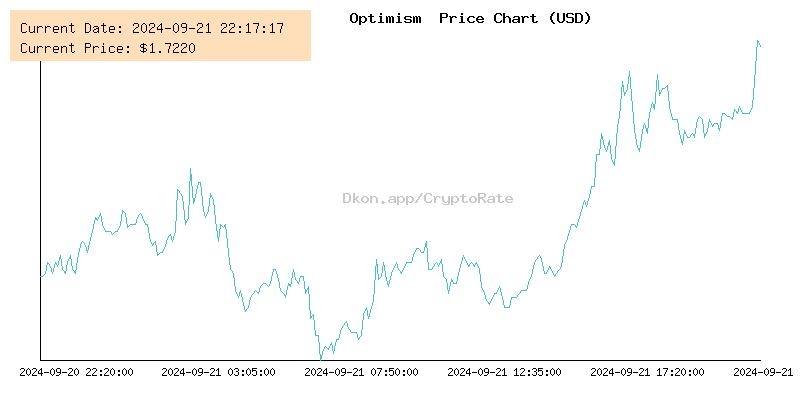 Optimism  Price Chart (USD)
Current Date: 2024-09-21 22:17:17
Current Price: $1.7220
Dkon.app/CryptoRate
2024-09-20 22:20:00 2024-09-21 03:05:00 2024-09-21 07:50:00 2024-09-21 12:35:00 2024-09-21 17:20:00 2024-09-21